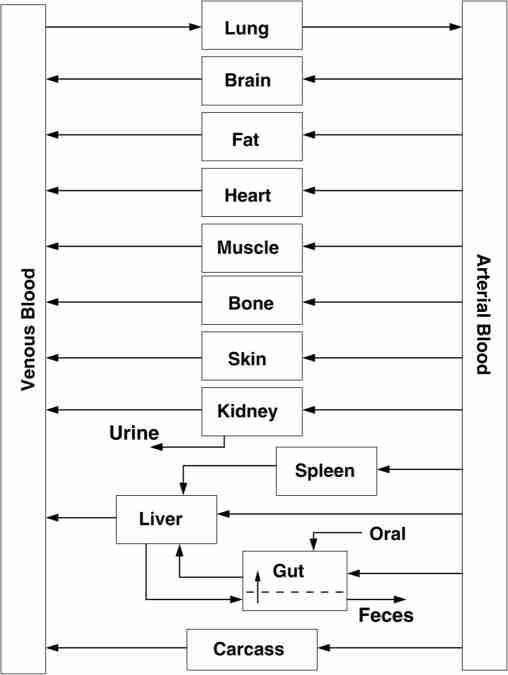 Lung
Brain
Fat
Heart
Muscle
Bone
Skin
Kidney
Urine
Spleen
Liver
Oral
Gut
Feces
Carcass
Venous Blood
Arterial Blood